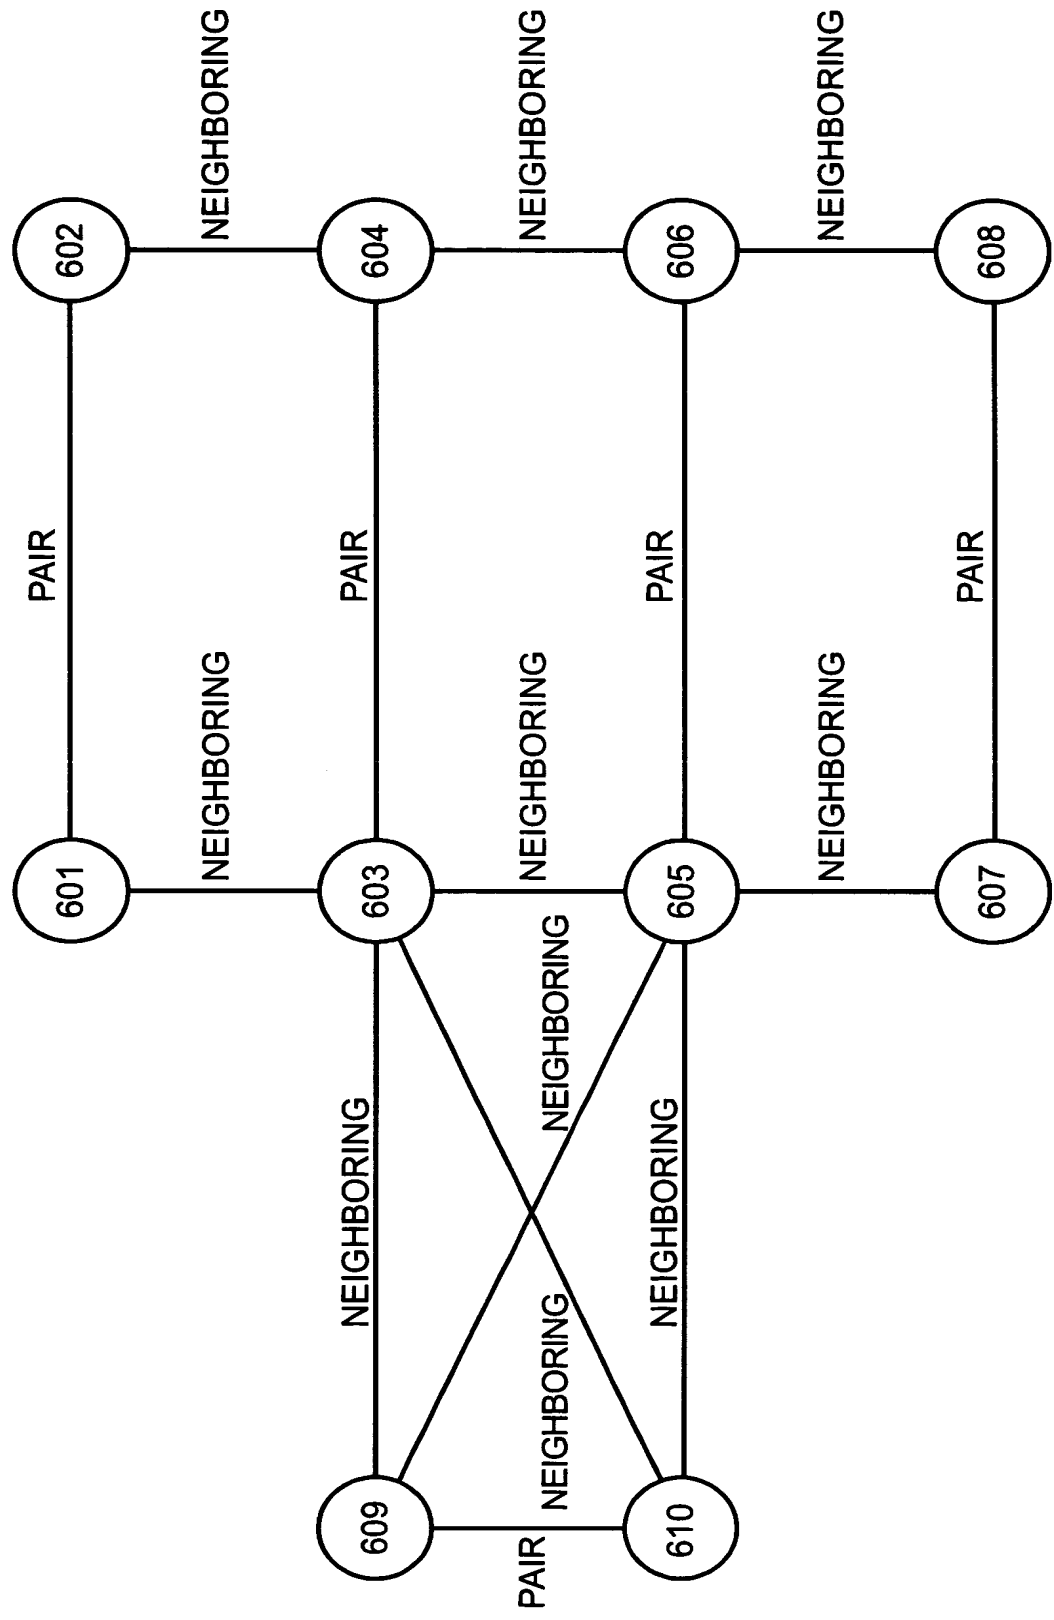 PAIR
601
602
NEIGHBORING
NEIGHBORING
NEIGHBORING
PAIR
609
603
604
PAIR
NEIGHBORING
NEIGHBORING
NEIGHBORING
NEIGHBORING
NEIGHBORING
PAIR
610
605
606
NEIGHBORING
NEIGHBORING
PAIR
607
608